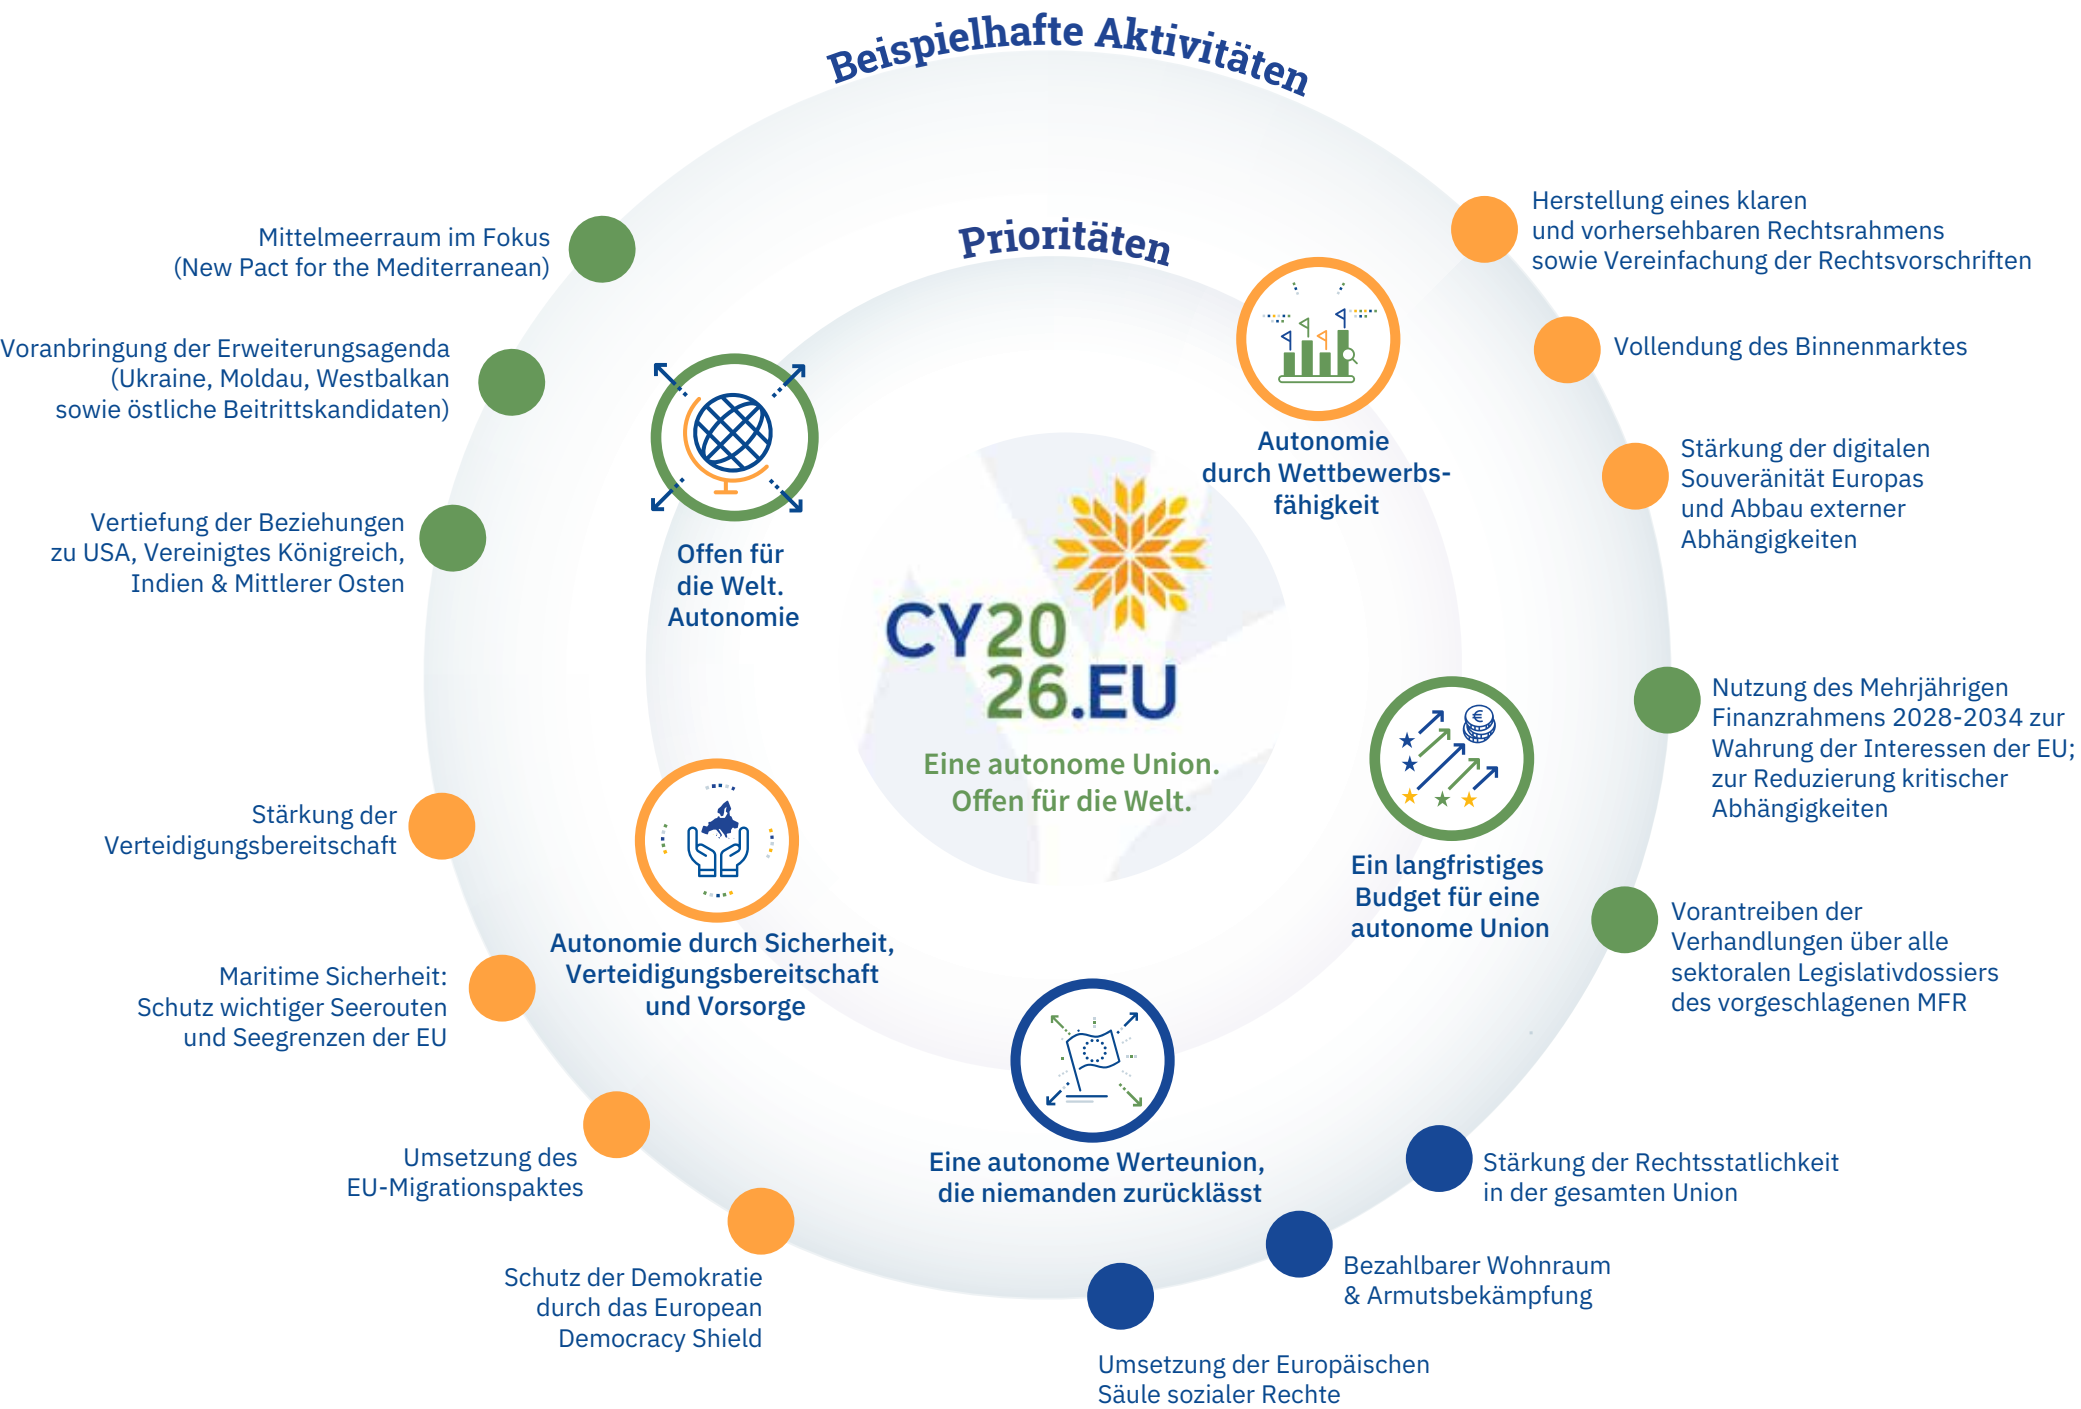 Beispielhafte Aktivitäten
Prioritäten
Herstellung eines klaren
und vorhersehbaren Rechtsrahmens
sowie Vereinfachung der Rechtsvorschriften
Vollendung des Binnenmarktes
Stärkung der digitalen
Souveränität Europas
und Abbau externer
Abhängigkeiten
Autonomie
durch Wettbewerbs-
fähigkeit
Nutzung des Mehrjährigen
Finanzrahmens 2028-2034 zur
Wahrung der Interessen der EU;
zur Reduzierung kritischer
Abhängigkeiten
Vorantreiben der
Verhandlungen über alle
sektoralen Legislativdossiers
des vorgeschlagenen MFR
€
Ein langfristiges
Budget für eine
autonome Union
Stärkung der Rechtsstatlichkeit
in der gesamten Union
Bezahlbarer Wohnraum
& Armutsbekämpfung
Umsetzung der Europäischen
Säule sozialer Rechte
Eine autonome Werteunion,
die niemanden zurücklässt
Schutz der Demokratie
durch das European
Democracy Shield
Umsetzung des
EU-Migrationspaktes
Maritime Sicherheit:
Schutz wichtiger Seerouten
und Seegrenzen der EU
Stärkung der
Verteidigungsbereitschaft
Autonomie durch Sicherheit,
Verteidigungsbereitschaft
und Vorsorge
Vertiefung der Beziehungen
zu USA, Vereinigtes Königreich,
Indien & Mittlerer Osten
Voranbringung der Erweiterungsagenda
(Ukraine, Moldau, Westbalkan
sowie östliche Beitrittskandidaten)
Mittelmeerraum im Fokus
(New Pact for the Mediterranean)
Offen für
die Welt.
Autonomie
CY20
26.EU
Eine autonome Union.
Offen für die Welt.